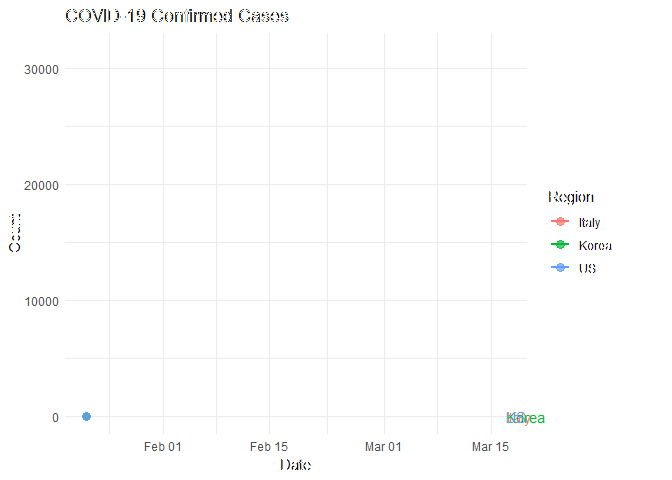 COVID-19 Confirmed Cases
30000
20000
10000
0
Count
Feb 01
Feb 15
Mar 01
Mar 15
Date
Region
Italy
Korea
US
Korea